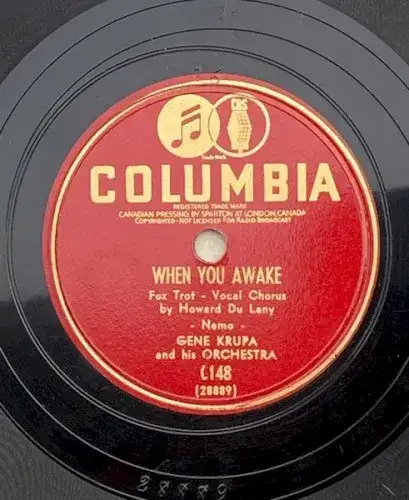 CBS
Trade Mark
COLUMBIA
REGISTERED TRADE MARK
CANADIAN PRESSING BY SPARTON AT LONDON, CANADA
COPYRIGHTED-NOT LICENSED FOR RADIO BROADCAST
WHEN YOU AWAKE
Fox Trot - Vocal Chorus
by Howard Du Lany
- Nemo -
GENE KRUPA
and his ORCHESTRA
C148
(28889)